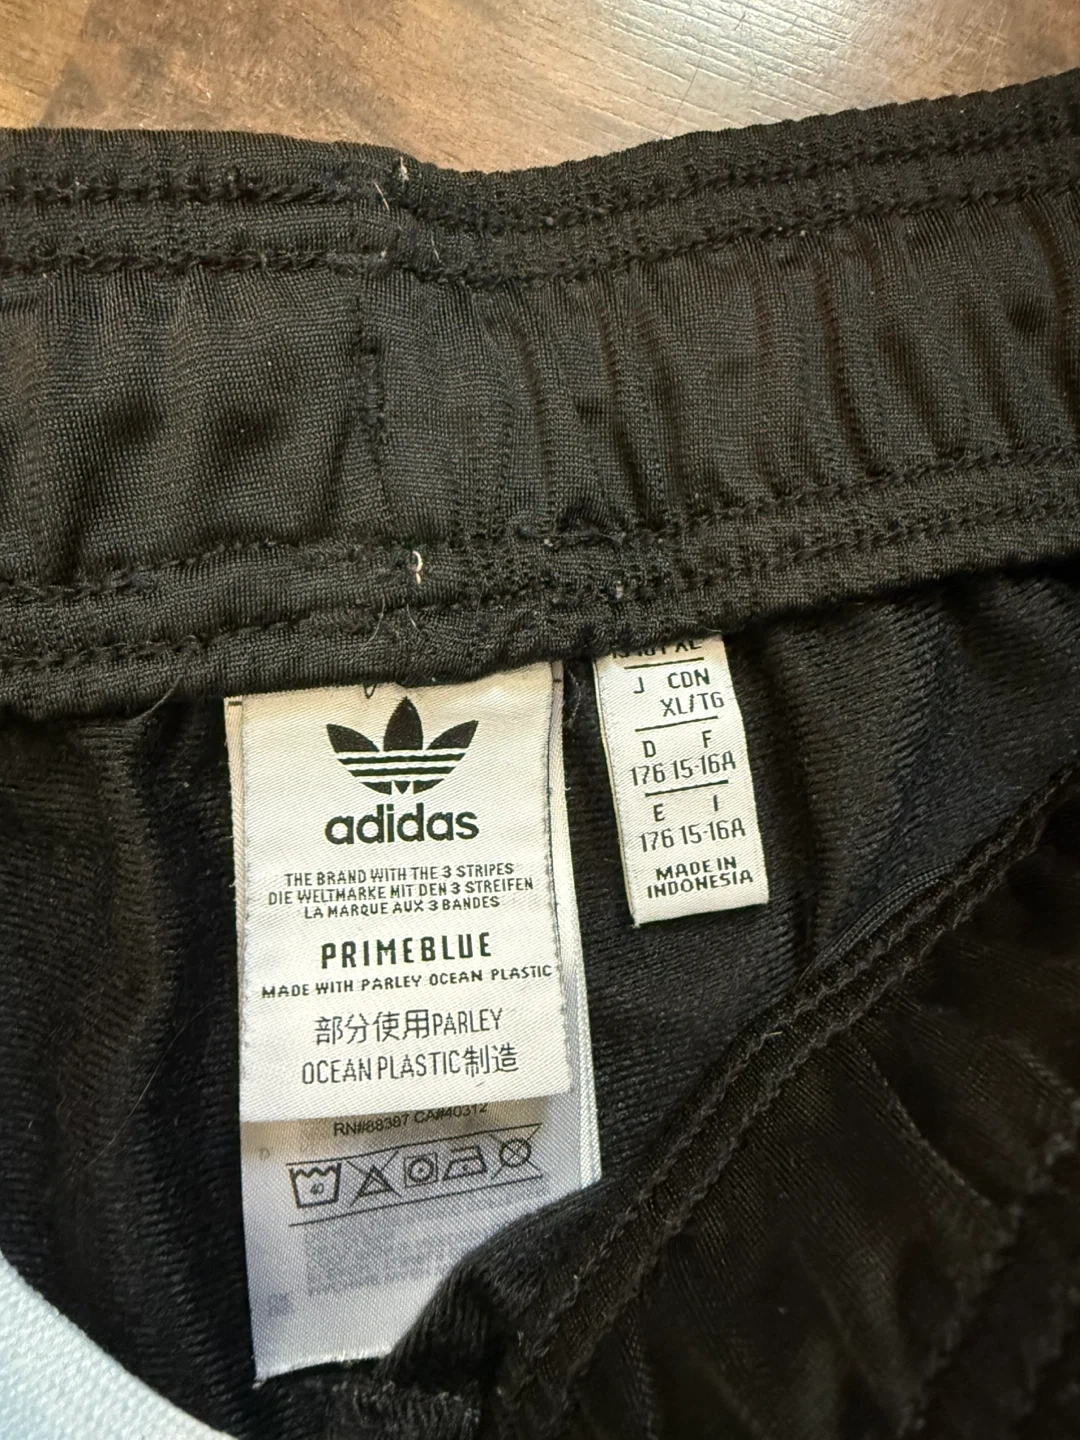 adidas
THE BRAND WITH THE 3 STRIPES
DIE WELTMARKE MIT DEN 3 STREIFEN
LA MARQUE AUX 3 BANDES
PRIMEBLUE
MADE WITH PARLEY OCEAN PLASTIC
部分使用PARLEY
OCEAN PLASTIC制造
RN#88387 CA#40312
40
XL
J CDN
XL/TG
D F
176 15-16A
E I
176 15-16A
MADE IN
INDONESIA